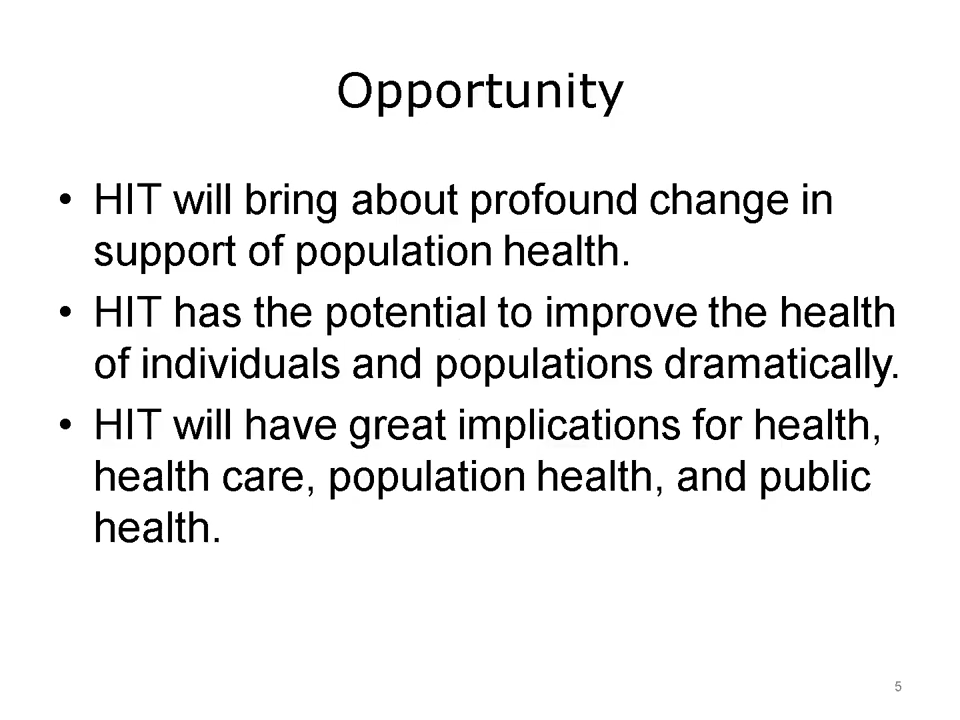 Opportunity
• HIT will bring about profound change in
support of population health.
• HIT has the potential to improve the health
of individuals and populations dramatically.
• HIT will have great implications for health,
health care, population health, and public
health.
5